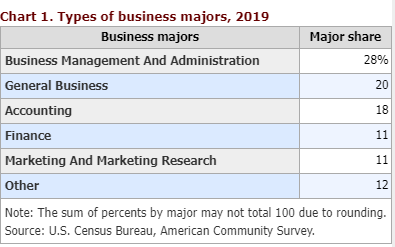 Chart 1. Types of business majors, 2019
Business majors Major share
Business Management And Administration 28%
General Business 20
Accounting 18
Finance 11
Marketing And Marketing Research 11
Other 12
Note: The sum of percents by major may not total 100 due to rounding.
Source: U.S. Census Bureau, American Community Survey.